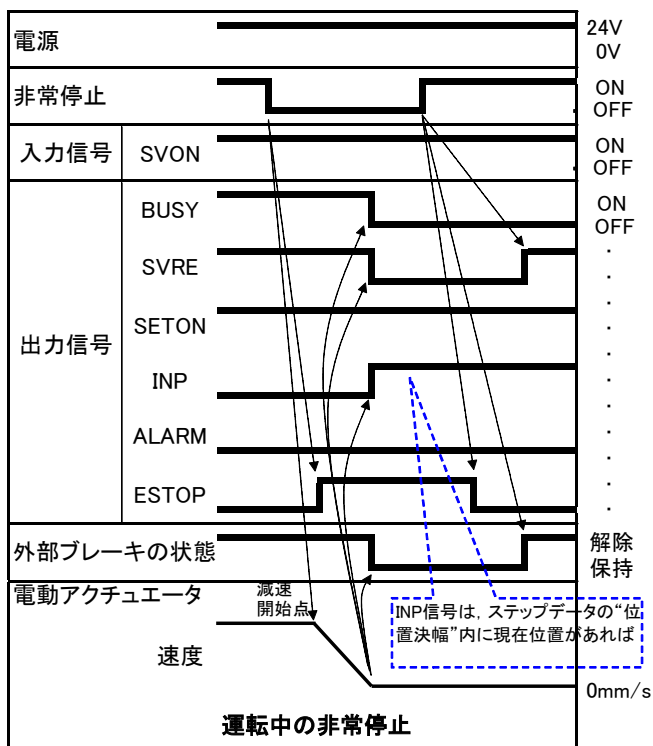 電源
24V
0V
非常停止
ON
OFF
入力信号
SVON
ON
OFF
出力信号
BUSY
ON
OFF
SVRE
SETON
INP
ALARM
ESTOP
外部ブレーキの状態
解除
保持
電動アクチュエータ
減速
開始点
速度
INP信号は，ステップデータの“位
置決幅”内に現在位置があれば
0mm/s
運転中の非常停止